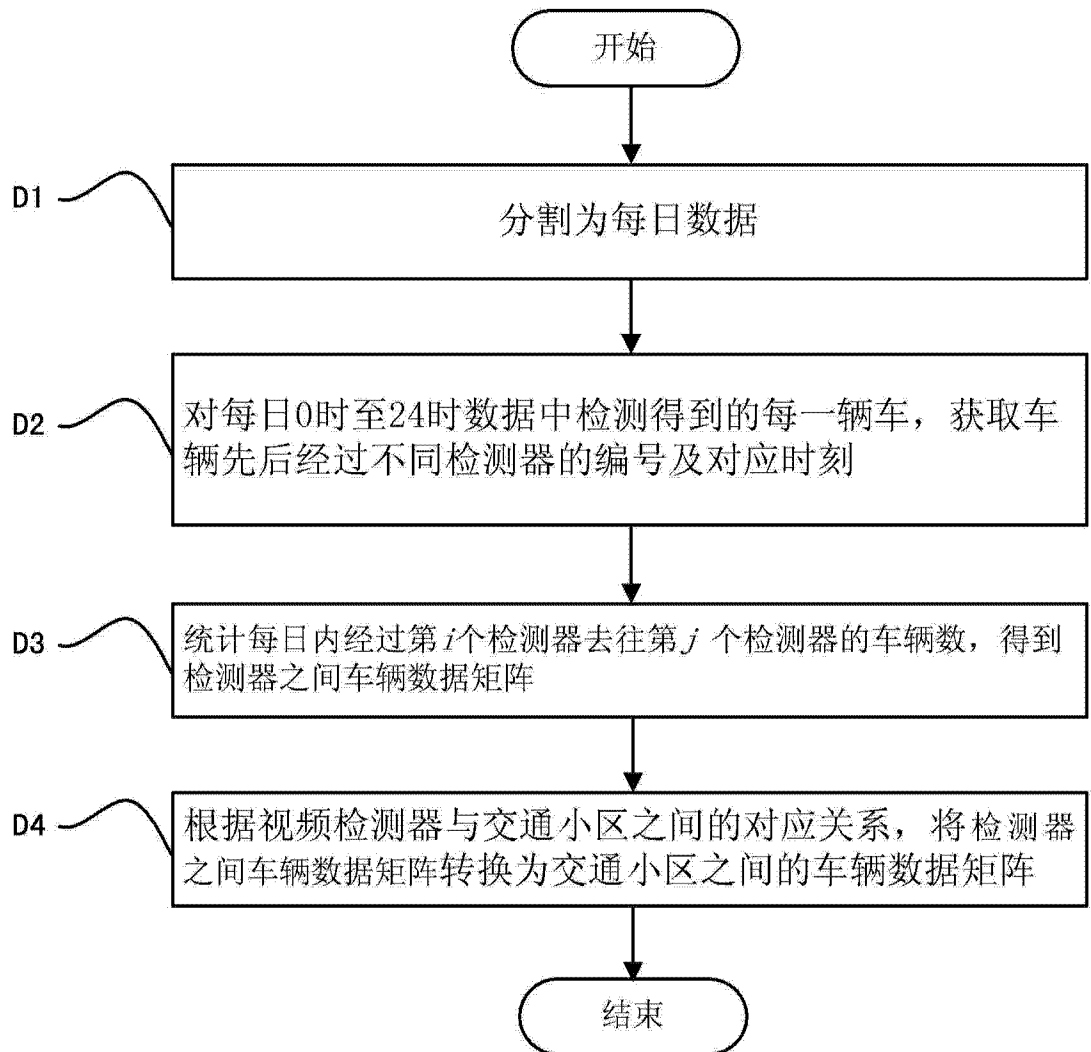 开始
D1
分割为每日数据
D2
对每日0时至24时数据中检测得到的每一辆车，获取车
辆先后经过不同检测器的编号及对应时刻
D3
统计每日内经过第i个检测器去往第j 个检测器的车辆数，得到
检测器之间车辆数据矩阵
D4
根据视频检测器与交通小区之间的对应关系，将检测器
之间车辆数据矩阵转换为交通小区之间的车辆数据矩阵
结束